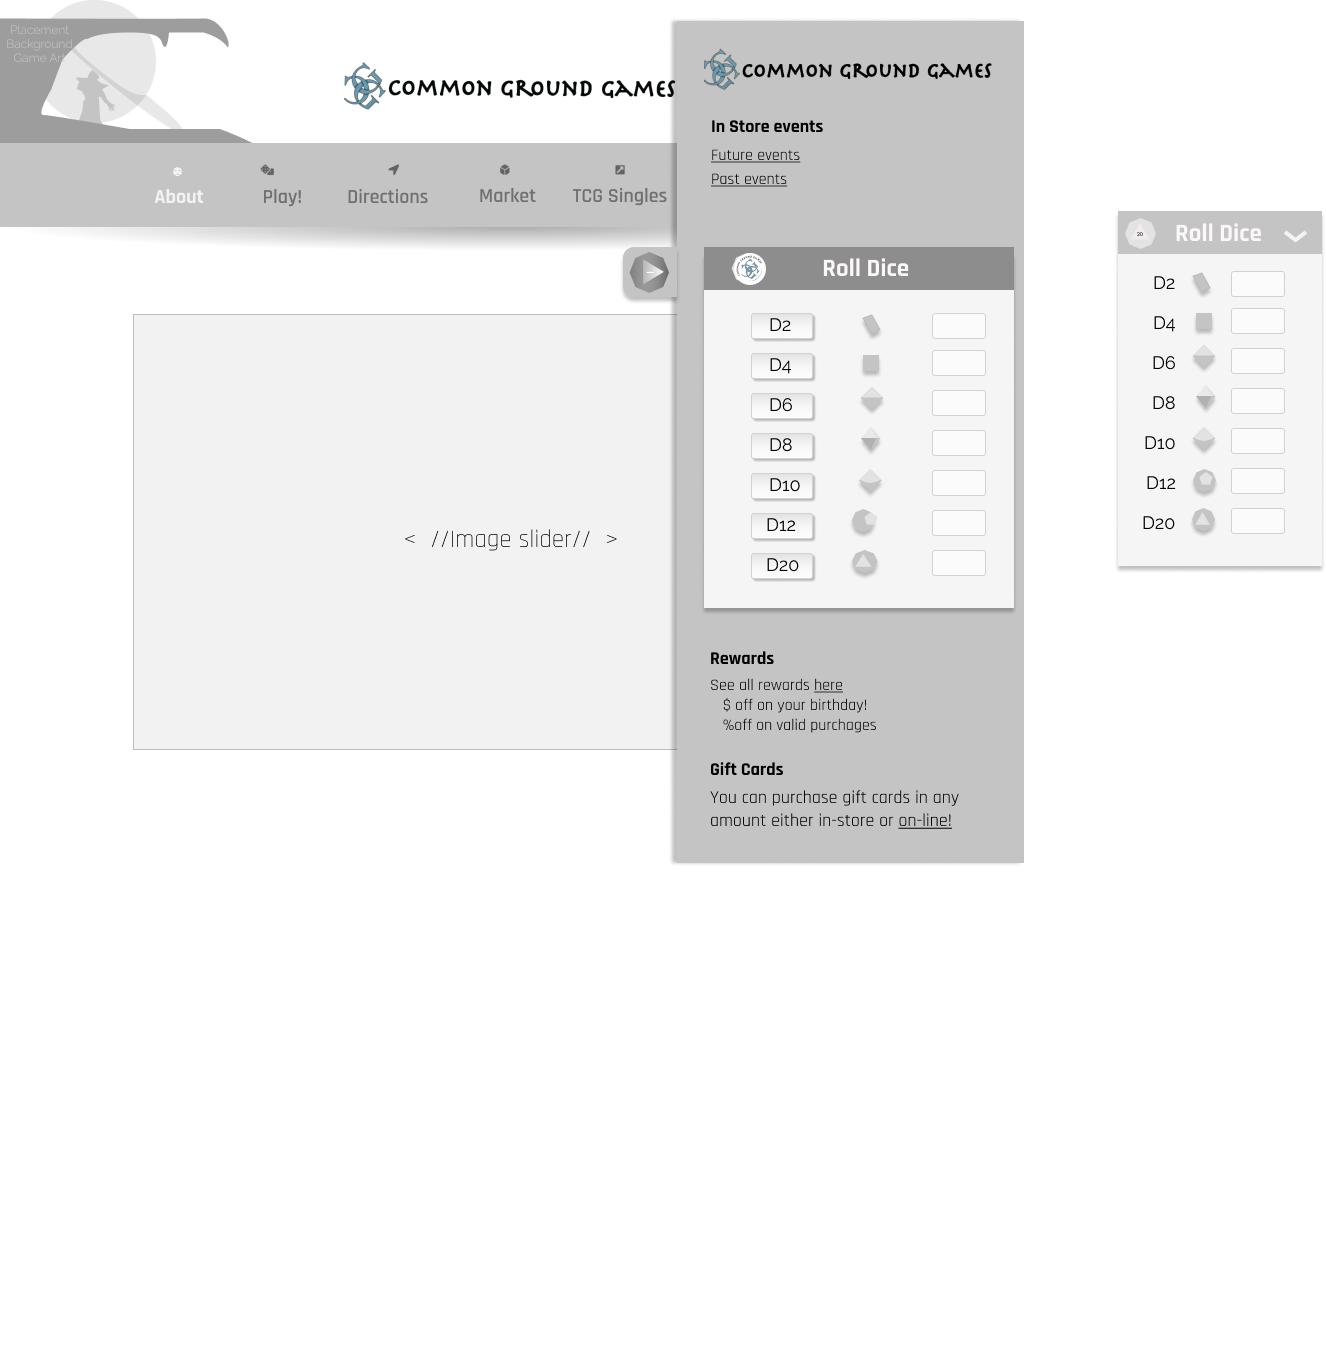 Placement
Background
Game Art
COMMON GROUND GAMES
About
Play!
Directions
Market
TCG Singles
< //Image slider// >
COMMON GROUND GAMES
In Store events
Future events
Past events
Roll Dice
D2
D4
D6
D8
D10
D12
D20
Rewards
See all rewards here
$ off on your birthday!
%off on valid purchages
Gift Cards
You can purchase gift cards in any
amount either in-store or on-line!
20
Roll Dice
D2
D4
D6
D8
D10
D12
D20